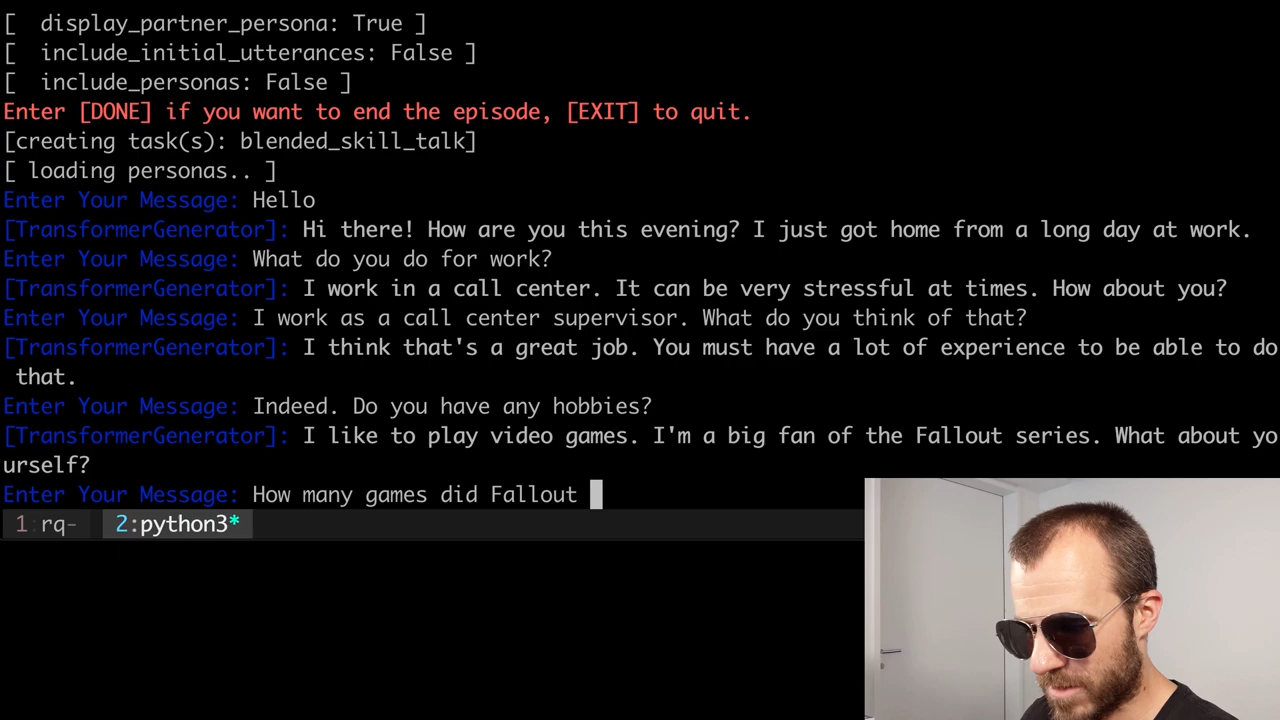 [  display_partner_persona: True ]
[  include_initial_utterances: False ]
[  include_personas: False ]
Enter [DONE] if you want to end the episode, [EXIT] to quit.
[creating task(s): blended_skill_talk]
[ loading personas.. ]
Enter Your Message: Hello
[TransformerGenerator]: Hi there! How are you this evening? I just got home from a long day at work.
Enter Your Message: What do you do for work?
[TransformerGenerator]: I work in a call center. It can be very stressful at times. How about you?
Enter Your Message: I work as a call center supervisor. What do you think of that?
[TransformerGenerator]: I think that's a great job. You must have a lot of experience to be able to do
 that.
Enter Your Message: Indeed. Do you have any hobbies?
[TransformerGenerator]: I like to play video games. I'm a big fan of the Fallout series. What about yo
urself?
Enter Your Message: How many games did Fallout
1:rq-  2:python3*